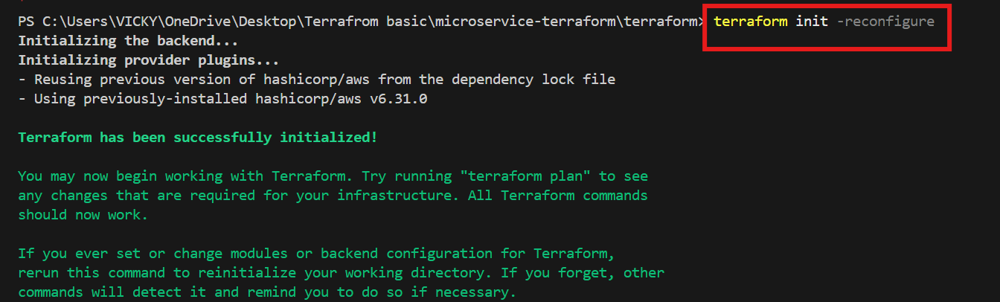 PS C:\Users\VICKY\OneDrive\Desktop\Terrafrom basic\microservice-terraform\terraform> terraform init -reconfigure
Initializing the backend...
Initializing provider plugins...
- Reusing previous version of hashicorp/aws from the dependency lock file
- Using previously-installed hashicorp/aws v6.31.0
Terraform has been successfully initialized!
You may now begin working with Terraform. Try running "terraform plan" to see
any changes that are required for your infrastructure. All Terraform commands
should now work.
If you ever set or change modules or backend configuration for Terraform,
rerun this command to reinitialize your working directory. If you forget, other
commands will detect it and remind you to do so if necessary.